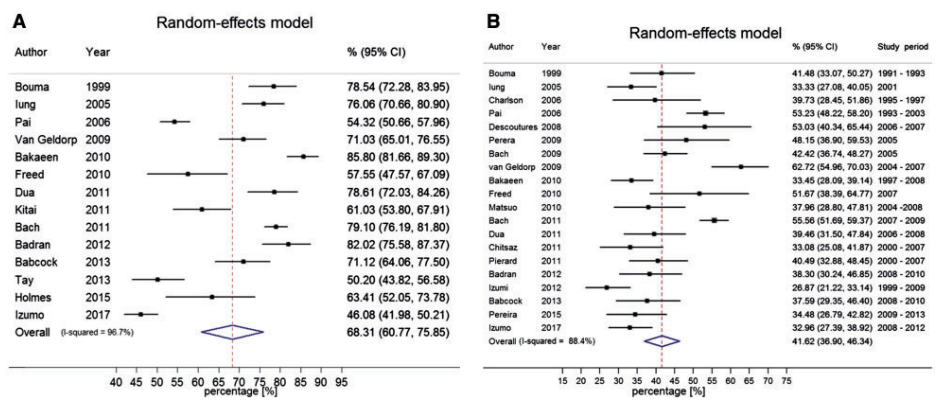 A
Random-effects model
Author Year % (95% CI)
Bouma 1999 78.54 (72.28, 83.95)
Iung 2005 76.06 (70.66, 80.90)
Pai 2006 54.32 (50.66, 57.96)
Van Geldorp 2009 71.03 (65.01, 76.55)
Bakaeen 2010 85.80 (81.66, 89.30)
Freed 2010 57.55 (47.57, 67.09)
Dua 2011 78.61 (72.03, 84.26)
Kitai 2011 61.03 (53.80, 67.91)
Bach 2011 79.10 (76.19, 81.80)
Badran 2012 82.02 (75.58, 87.37)
Babcock 2013 71.12 (64.06, 77.50)
Tay 2013 50.20 (43.82, 56.58)
Holmes 2015 63.41 (52.05, 73.78)
Izumo 2017 46.08 (41.98, 50.21)
Overall (I-squared = 96.7%) 68.31 (60.77, 75.85)
40 45 50 55 60 65 70 75 80 85 90 95
percentage [%]
B
Random-effects model
Author Year % (95% CI) Study period
Bouma 1999 41.48 (33.07, 50.27) 1991 - 1993
Iung 2005 33.33 (27.08, 40.05) 2001
Charlson 2006 39.73 (28.45, 51.86) 1995 - 1997
Pai 2006 53.23 (48.22, 58.20) 1993 - 2003
Descoutures 2008 53.03 (40.34, 65.44) 2006 - 2007
Perera 2009 48.15 (36.90, 59.53) 2005
Bach 2009 42.42 (36.74, 48.27) 2005
van Geldorp 2009 62.72 (54.96, 70.03) 2004 - 2007
Bakaeen 2010 33.45 (28.09, 39.14) 1997 - 2008
Freed 2010 51.67 (38.39, 64.77) 2007
Matsuo 2010 37.96 (28.80, 47.81) 2004 -2008
Bach 2011 55.56 (51.69, 59.37) 2007 - 2009
Dua 2011 39.46 (31.50, 47.84) 2006 - 2008
Chitsaz 2011 33.08 (25.08, 41.87) 2000 - 2007
Pierard 2011 40.49 (32.88, 48.45) 2000 - 2007
Badran 2012 38.30 (30.24, 46.85) 2008 - 2010
Izumi 2012 26.87 (21.22, 33.14) 1999 - 2009
Babcock 2013 37.59 (29.35, 46.40) 2008 - 2010
Pereira 2015 34.48 (26.79, 42.82) 2009 - 2013
Izumo 2017 32.96 (27.39, 38.92) 2008 - 2012
Overall (I-squared = 88.4%) 41.62 (36.90, 46.34)
15 20 25 30 35 40 45 50 55 60 65 70 75
percentage [%]